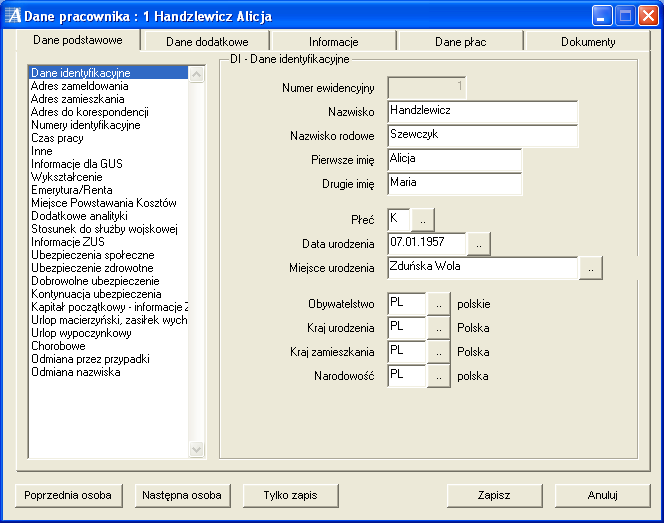 Dane pracownika : 1 Handzlewicz Alicja
Dane podstawowe
Dane dodatkowe
Informacje
Dane płac
Dokumenty
Dane identyfikacyjne
Adres zameldowania
Adres zamieszkania
Adres do korespondencji
Numery identyfikacyjne
Czas pracy
Inne
Informacje dla GUS
Wykształcenie
Emerytura/Renta
Miejsce Powstawania Kosztów
Dodatkowe analityki
Stosunek do służby wojskowej
Informacje ZUS
Ubezpieczenia społeczne
Ubezpieczenie zdrowotne
Dobrowolne ubezpieczenie
Kontynuacja ubezpieczenia
Kapitał początkowy - informacje Z
Urlop macierzyński, zasiłek wych
Urlop wypoczynkowy
Chorobowe
Odmiana przez przypadki
Odmiana nazwiska
DI - Dane identyfikacyjne
Numer ewidencyjny 1
Nazwisko Handzlewicz
Nazwisko rodowe Szewczyk
Pierwsze imię Alicja
Drugie imię Maria
Płeć K ..
Data urodzenia 07.01.1957 ..
Miejsce urodzenia Zduńska Wola ..
Obywatelstwo PL .. polskie
Kraj urodzenia PL .. Polska
Kraj zamieszkania PL .. Polska
Narodowość PL .. polska
Poprzednia osoba
Następna osoba
Tylko zapis
Zapisz
Anuluj